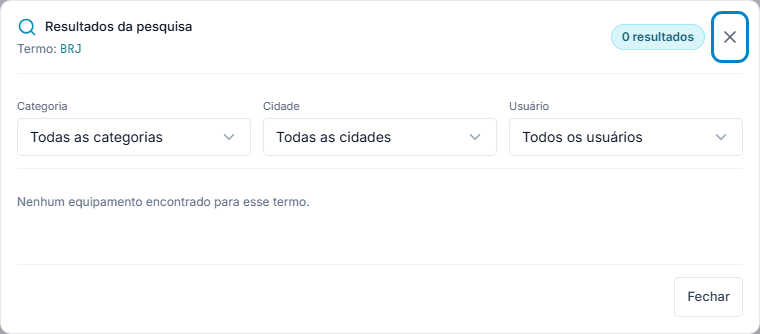 Resultados da pesquisa
Termo: BRJ
0 resultados
Categoria
Cidade
Usuário
Todas as categorias
Todas as cidades
Todos os usuários
Nenhum equipamento encontrado para esse termo.
Fechar